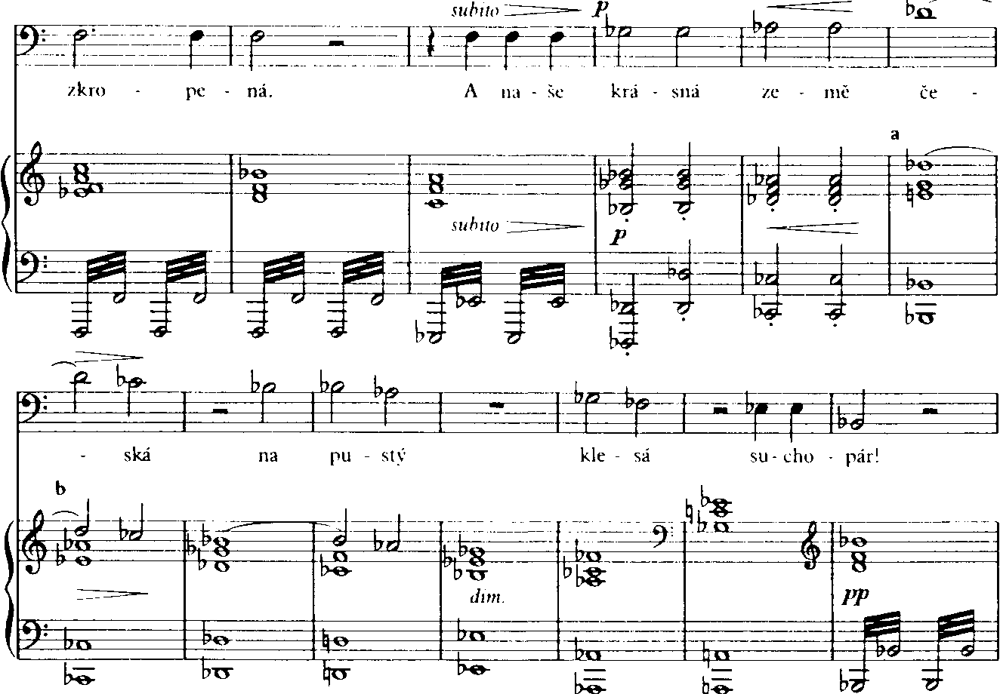 subito p
zkro - pe - ná. A na - še krá - sná ze - mě če -
a
subito p
- ská na pu - stý kle - sá su - cho - pár!
b
dim. pp